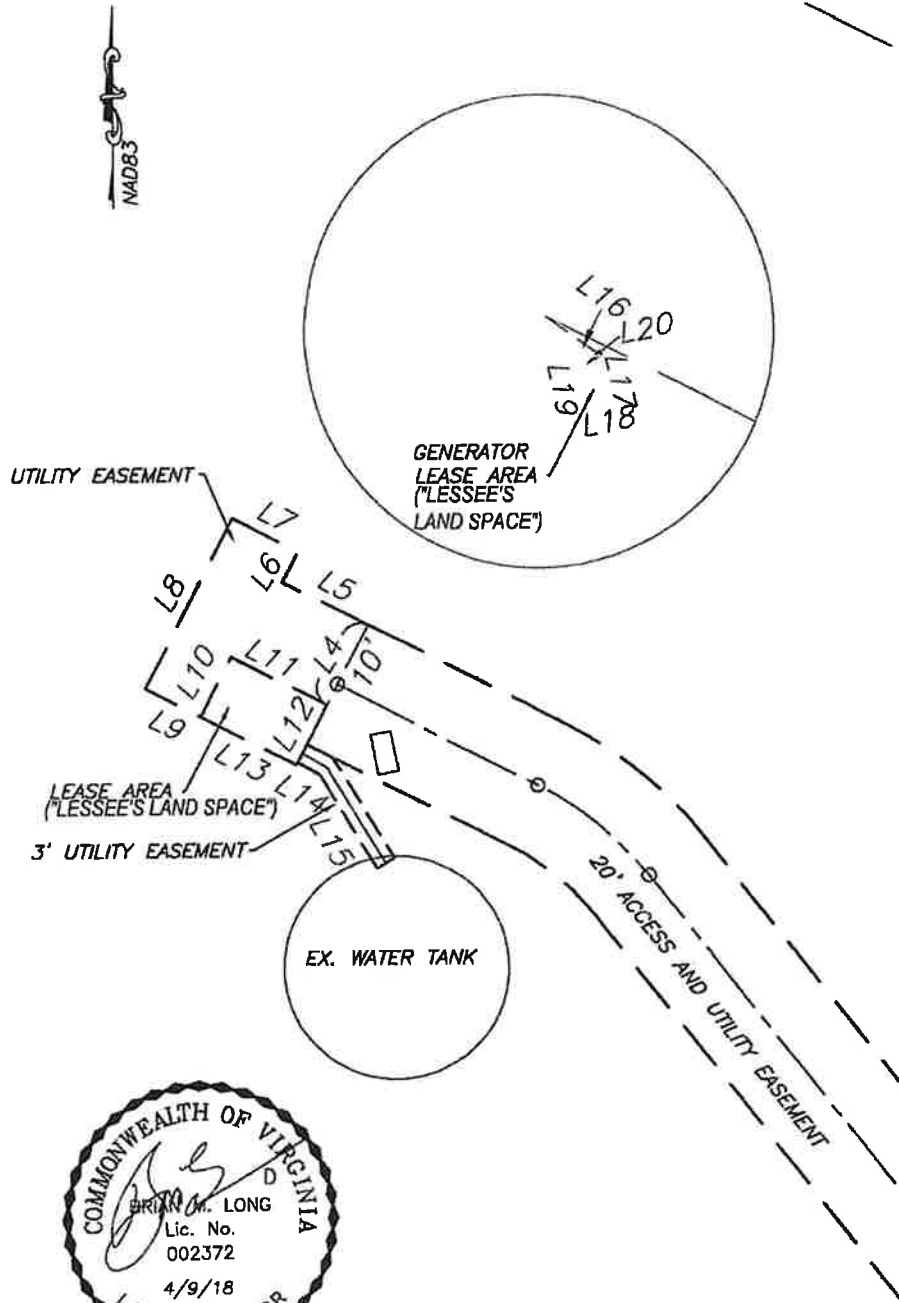 NAD83
L16
L20
L17
L19
L18
GENERATOR
LEASE AREA
("LESSEE'S
LAND SPACE")
UTILITY EASEMENT
L7
L6
L5
L8
L4
10'
L10
L11
L12
L9
L13
L14
L15
LEASE AREA
("LESSEE'S LAND SPACE")
3' UTILITY EASEMENT
EX. WATER TANK
20' ACCESS AND UTILITY EASEMENT
COMMONWEALTH OF VIRGINIA
D
BRIAN M. LONG
Lic. No.
002372
4/9/18